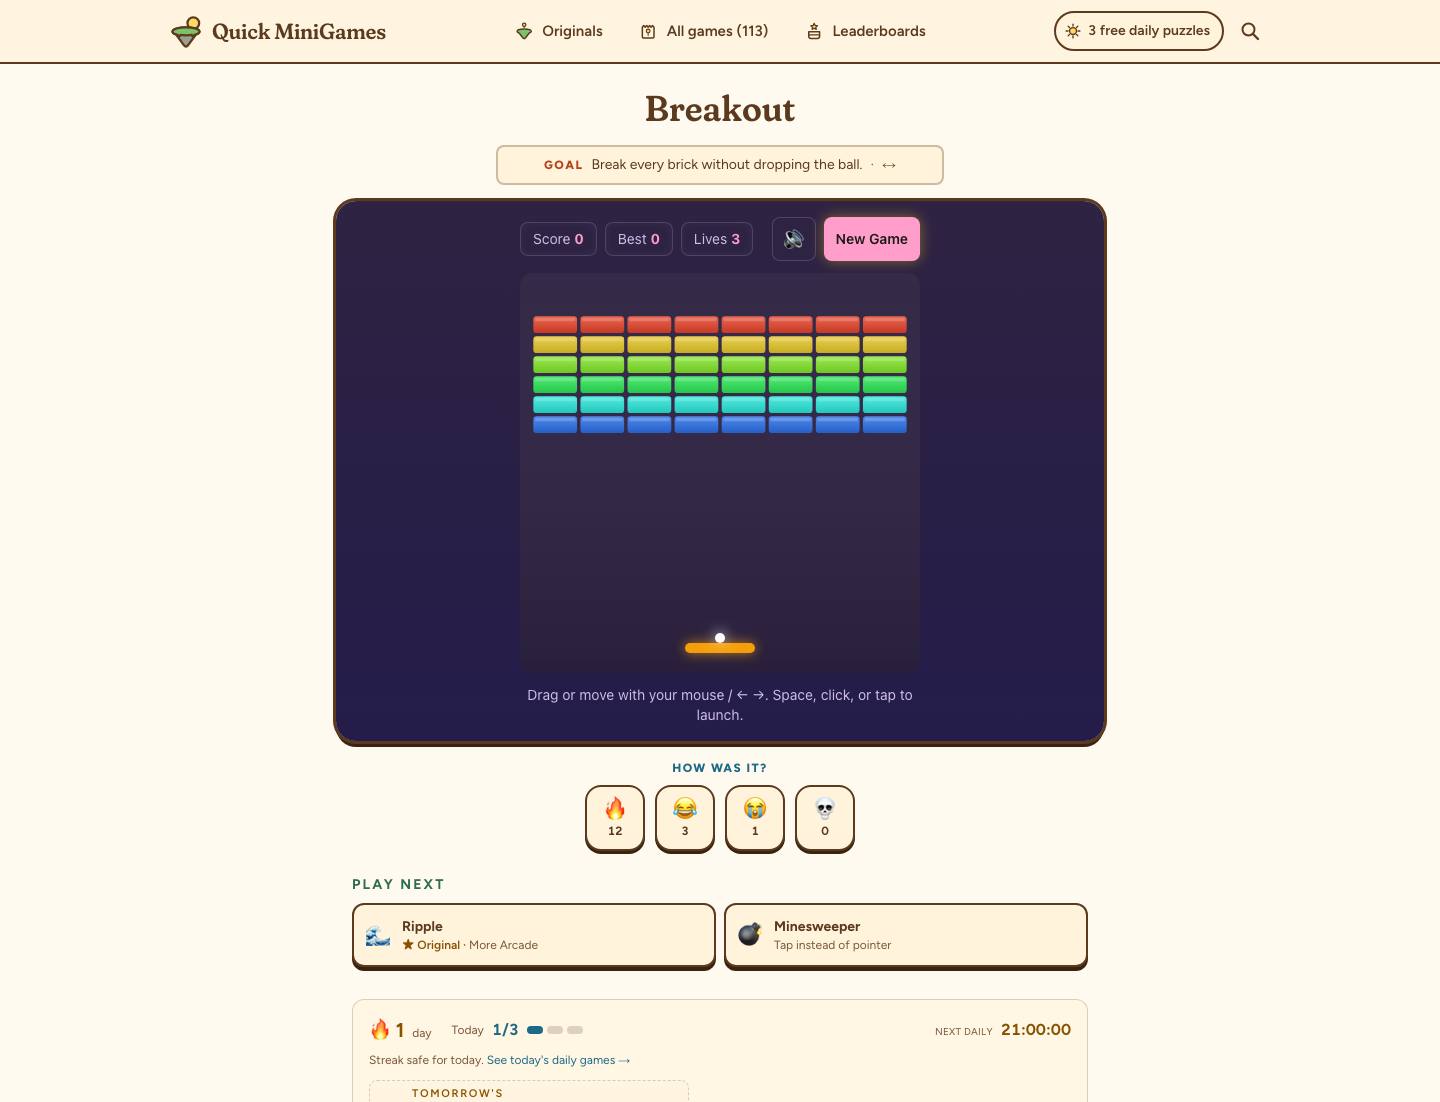 Quick MiniGames
Originals
All games (113)
Leaderboards
3 free daily puzzles
Breakout
GOAL Break every brick without dropping the ball. · ↔
Score 0
Best 0
Lives 3
New Game
Drag or move with your mouse / ← →. Space, click, or tap to
launch.
HOW WAS IT?
12
3
1
0
PLAY NEXT
Ripple
★ Original · More Arcade
Minesweeper
Tap instead of pointer
1 day
Today 1/3
NEXT DAILY 21:00:00
Streak safe for today. See today's daily games →
TOMORROW'S